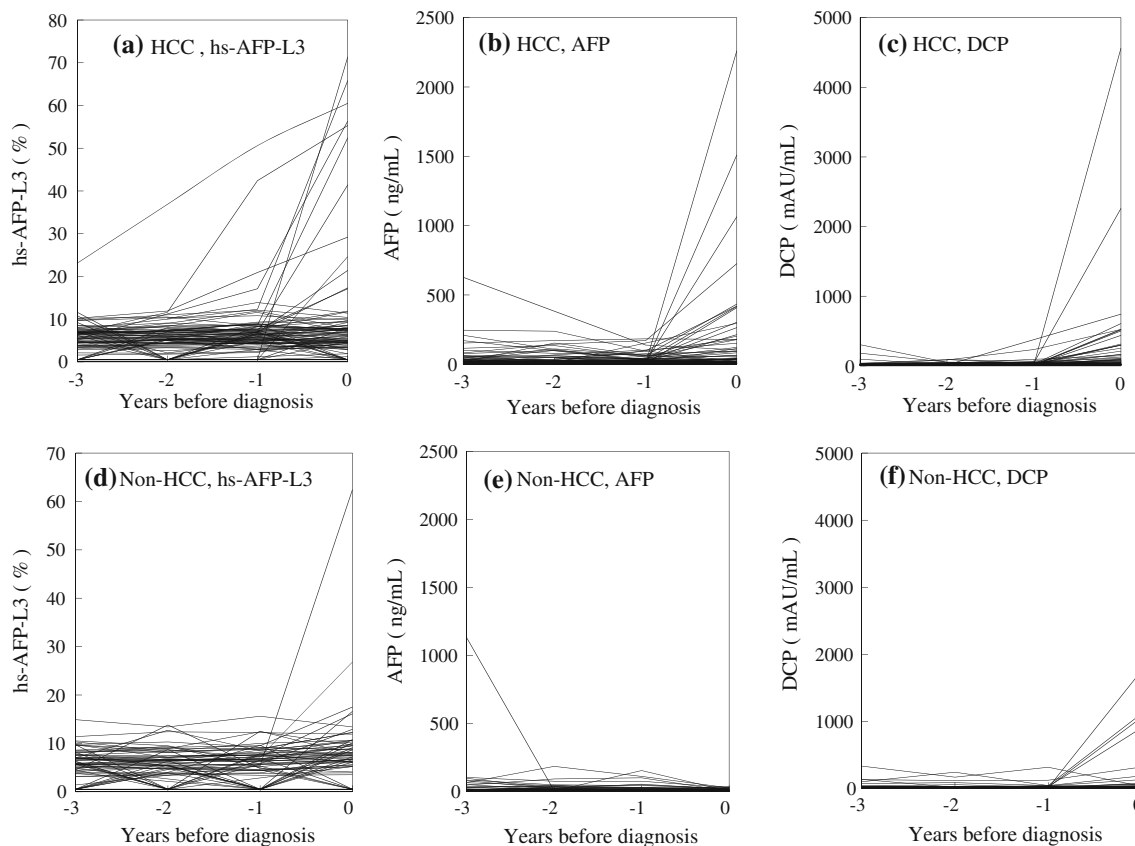 (a) HCC , hs-AFP-L3
hs-AFP-L3 ( % )
80
70
60
50
40
30
20
10
0
-3 -2 -1 0
Years before diagnosis
(b) HCC, AFP
AFP ( ng/mL )
2500
2000
1500
1000
500
0
-3 -2 -1 0
Years before diagnosis
(c) HCC, DCP
DCP ( mAU/mL )
5000
4000
3000
2000
1000
0
-3 -2 -1 0
Years before diagnosis
(d) Non-HCC, hs-AFP-L3
hs-AFP-L3 ( % )
70
60
50
40
30
20
10
0
-3 -2 -1 0
Years before diagnosis
(e) Non-HCC, AFP
AFP ( ng/mL )
2500
2000
1500
1000
500
0
-3 -2 -1 0
Years before diagnosis
(f) Non-HCC, DCP
DCP ( mAU/mL )
5000
4000
3000
2000
1000
0
-3 -2 -1 0
Years before diagnosis